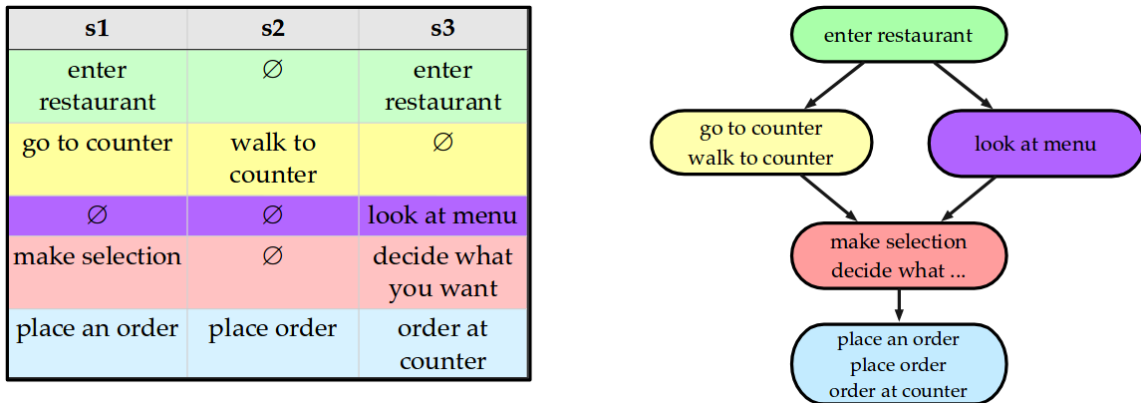 s1 s2 s3
enter restaurant ∅ enter restaurant
go to counter walk to counter ∅
∅ ∅ look at menu
make selection ∅ decide what you want
place an order place order order at counter
enter restaurant
go to counter
walk to counter
look at menu
make selection
decide what ...
place an order
place order
order at counter